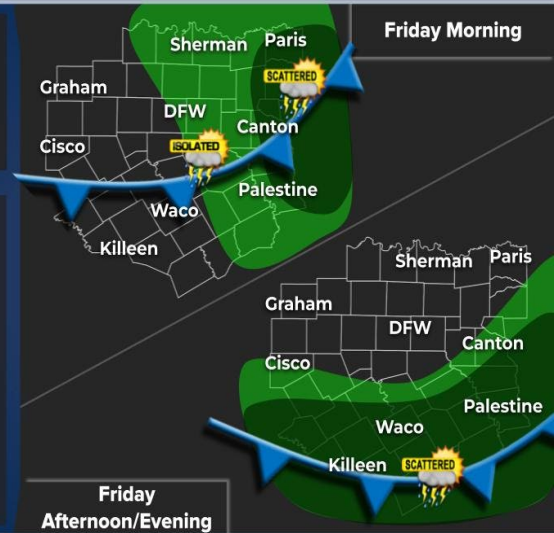 Friday Morning
Sherman
Paris
SCATTERED
Graham
DFW
Canton
ISOLATED
Cisco
Palestine
Waco
Killeen
Sherman
Paris
Graham
DFW
Canton
Cisco
Palestine
Waco
Killeen
SCATTERED
Friday
Afternoon/Evening